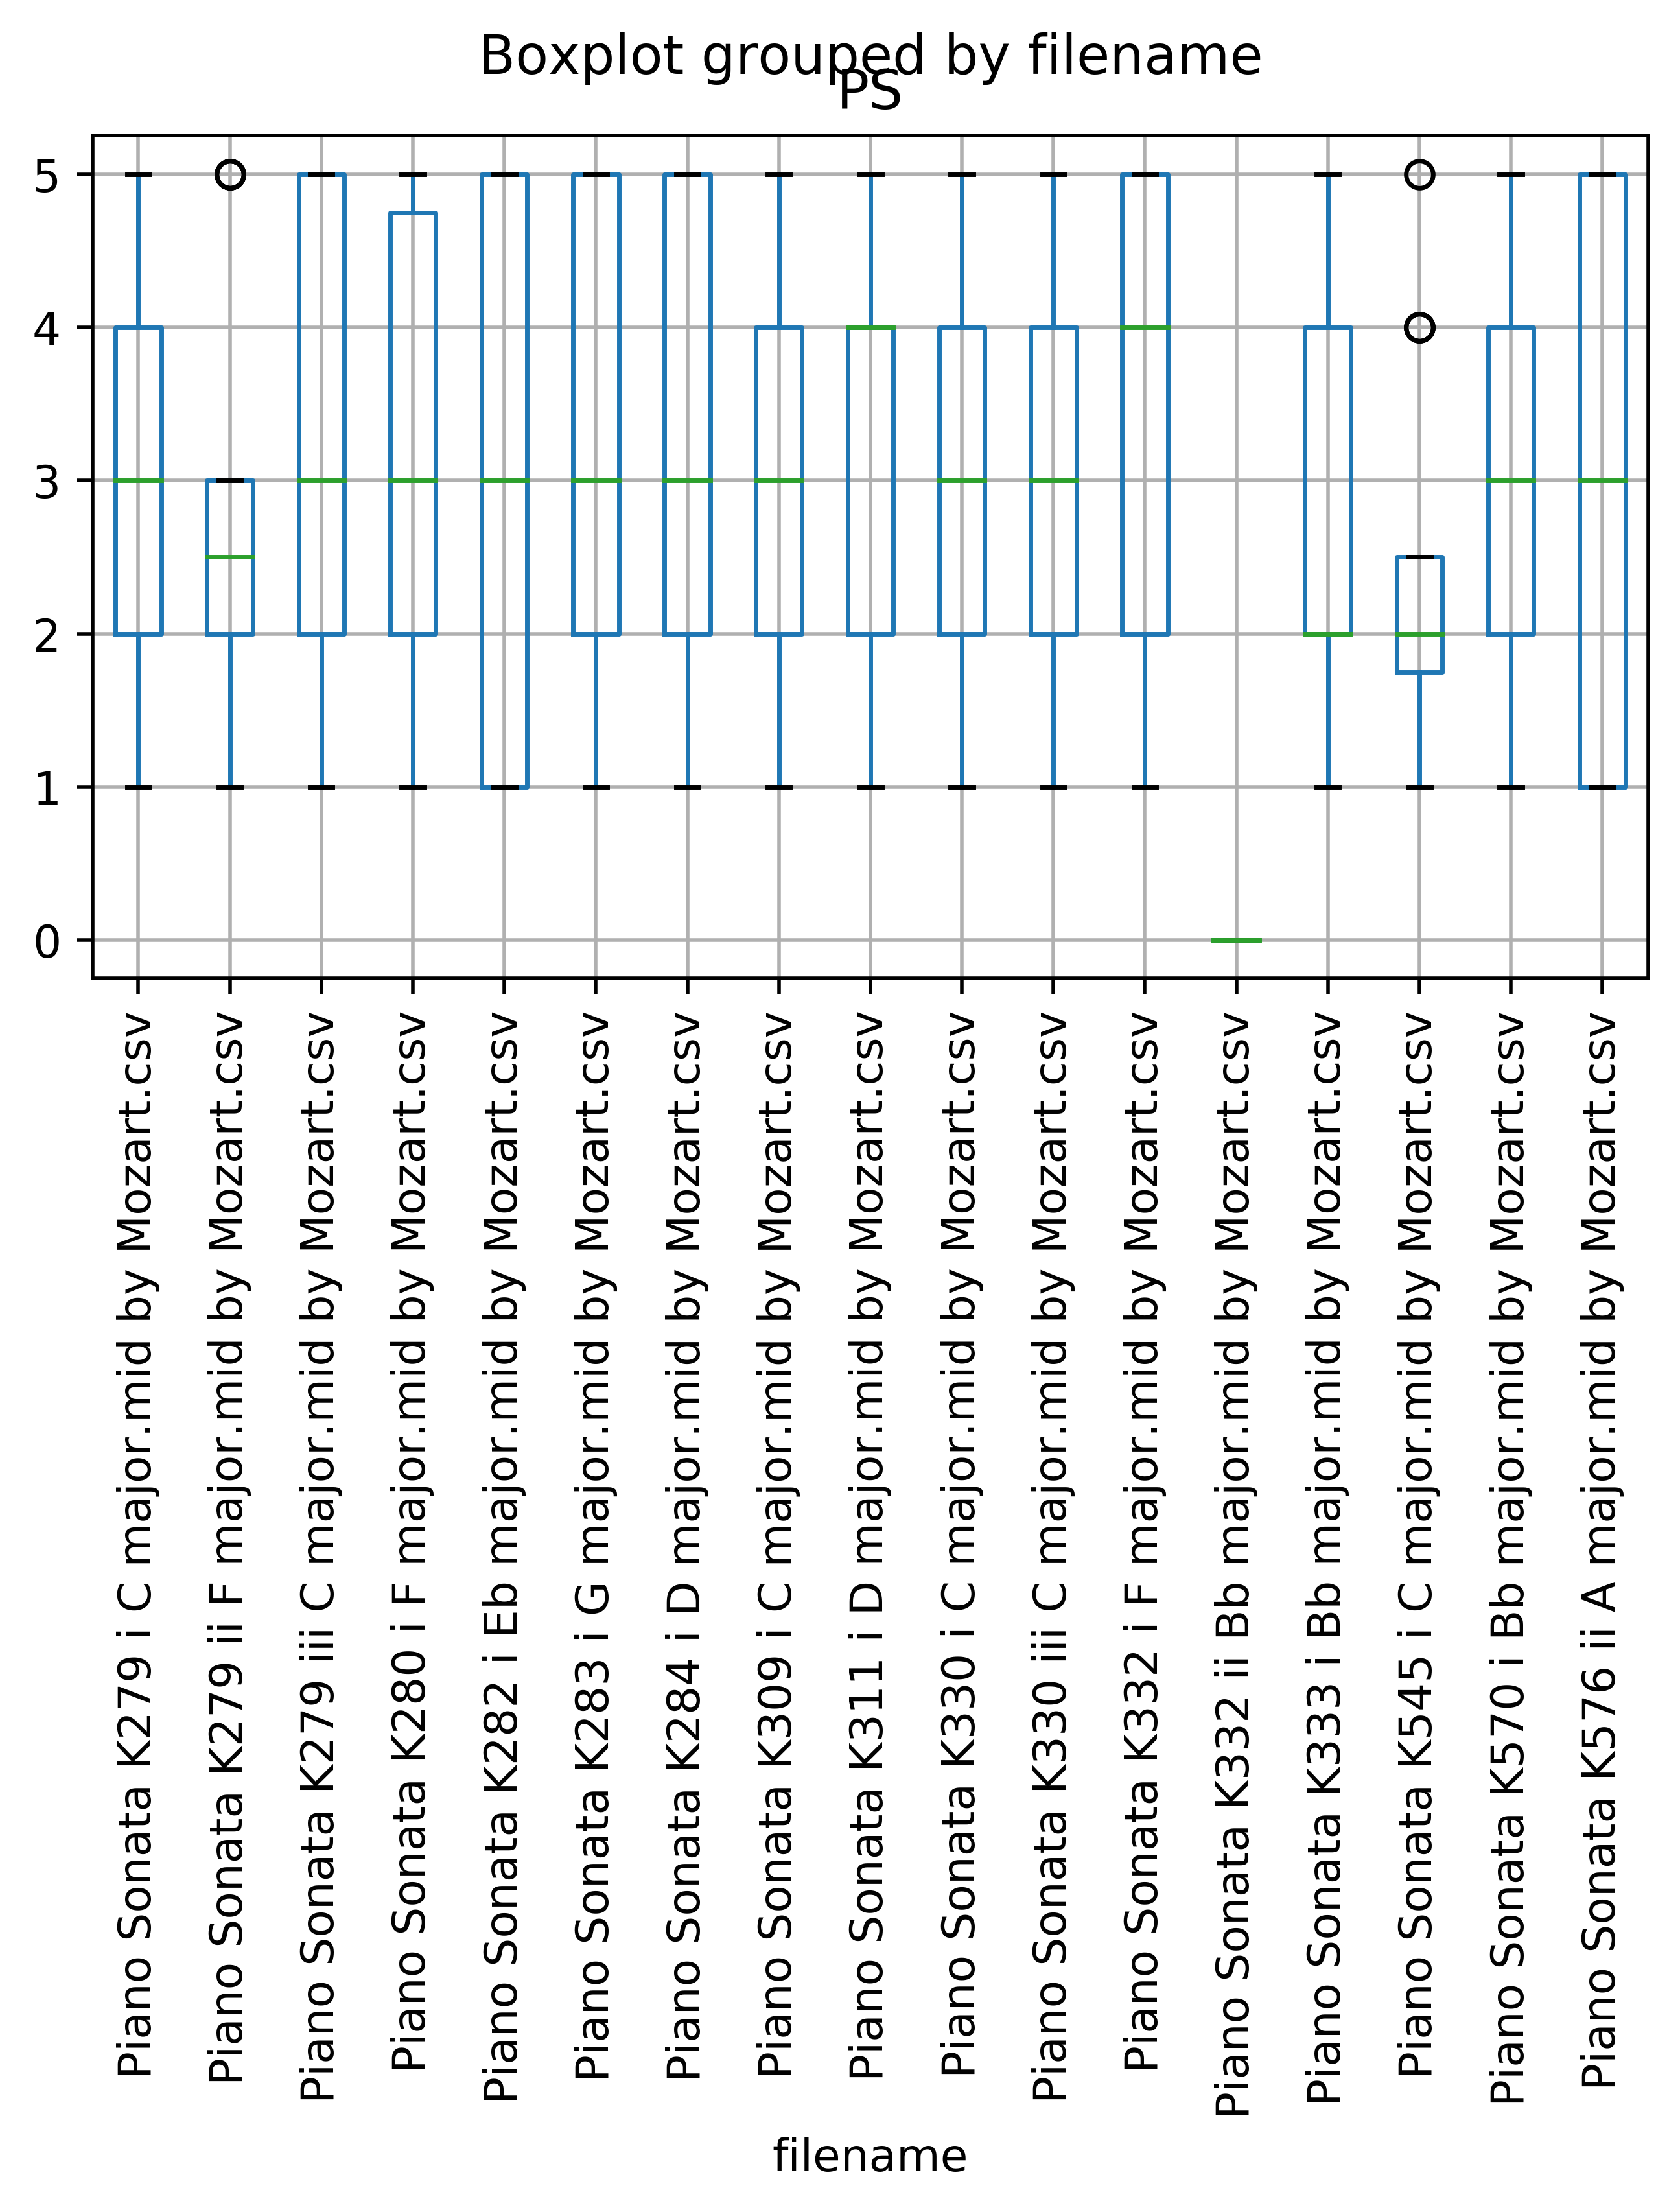 Boxplot grouped by filename
PS
5
4
3
2
1
0
Piano Sonata K279 i C major.mid by Mozart.csv
Piano Sonata K279 ii F major.mid by Mozart.csv
Piano Sonata K279 iii C major.mid by Mozart.csv
Piano Sonata K280 i F major.mid by Mozart.csv
Piano Sonata K282 i Eb major.mid by Mozart.csv
Piano Sonata K283 i G major.mid by Mozart.csv
Piano Sonata K284 i D major.mid by Mozart.csv
Piano Sonata K309 i C major.mid by Mozart.csv
Piano Sonata K311 i D major.mid by Mozart.csv
Piano Sonata K330 i C major.mid by Mozart.csv
Piano Sonata K330 iii C major.mid by Mozart.csv
Piano Sonata K332 i F major.mid by Mozart.csv
Piano Sonata K332 ii Bb major.mid by Mozart.csv
Piano Sonata K333 i Bb major.mid by Mozart.csv
Piano Sonata K545 i C major.mid by Mozart.csv
Piano Sonata K570 i Bb major.mid by Mozart.csv
Piano Sonata K576 ii A major.mid by Mozart.csv
filename